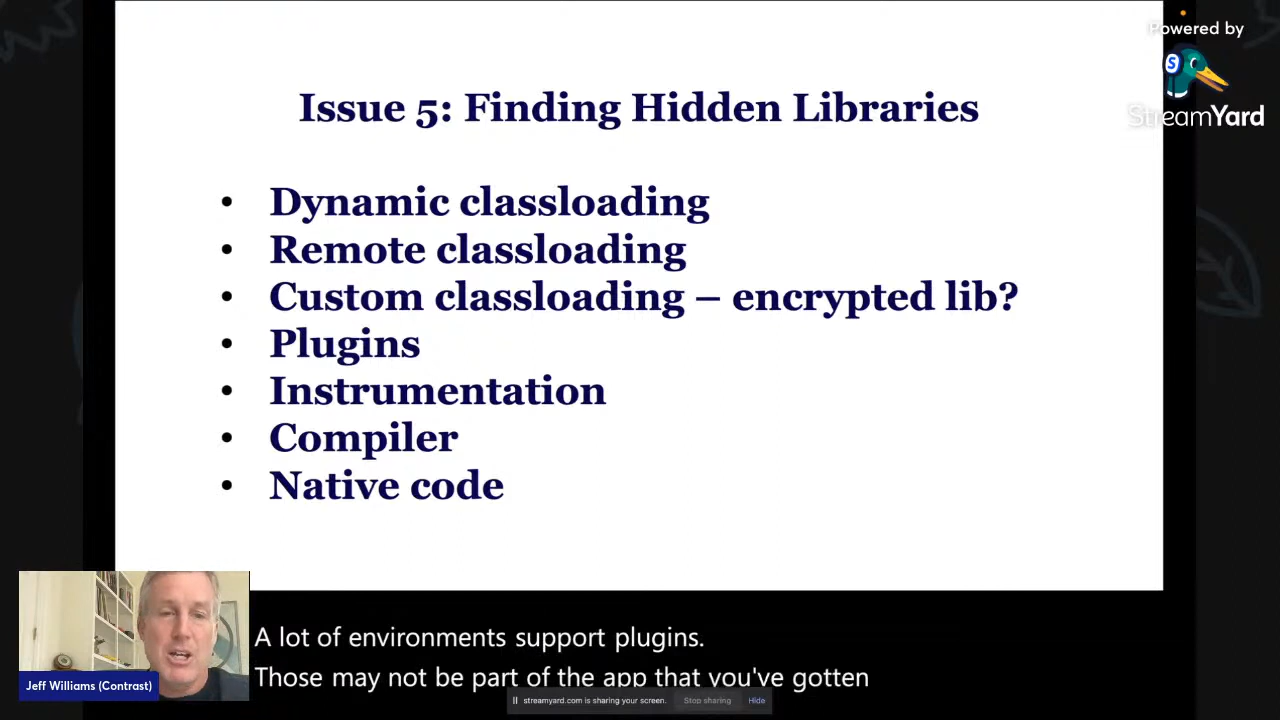 Powered by
StreamYard
Issue 5: Finding Hidden Libraries
• Dynamic classloading
• Remote classloading
• Custom classloading – encrypted lib?
• Plugins
• Instrumentation
• Compiler
• Native code
A lot of environments support plugins.
Those may not be part of the app that you've gotten
Jeff Williams (Contrast)
streamyard.com is sharing your screen. Stop sharing Hide